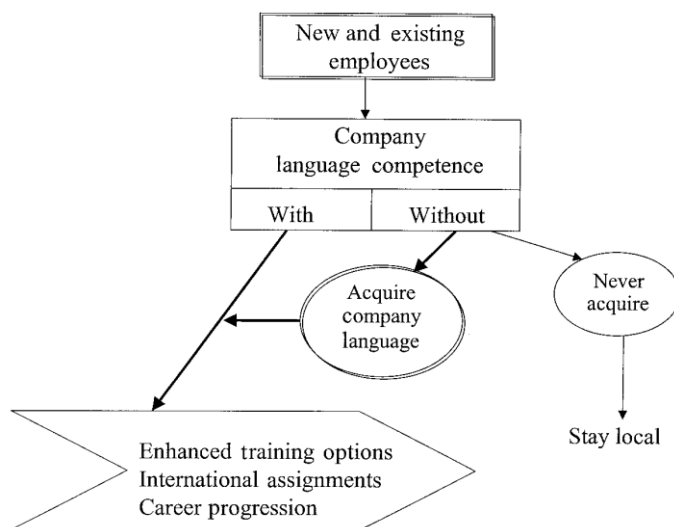 New and existing
employees
Company
language competence
With
Without
Acquire
company
language
Never
acquire
Stay local
Enhanced training options
International assignments
Career progression